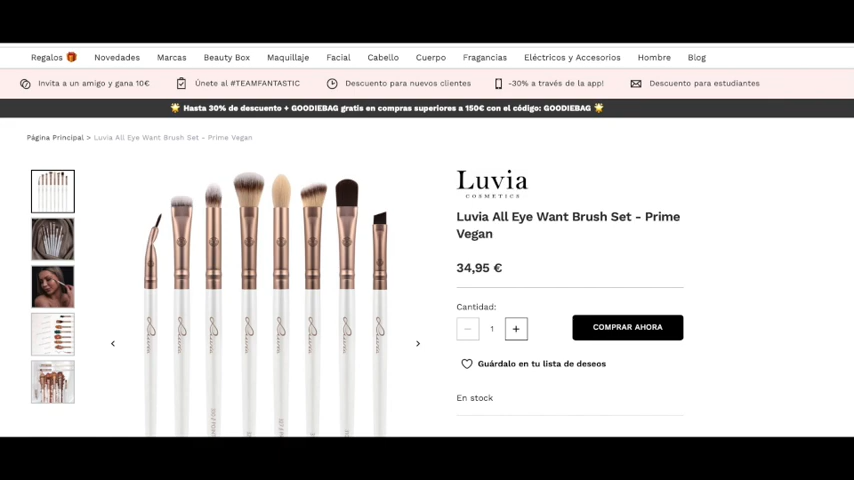 Regalos Novedades Marcas Beauty Box Maquillaje Facial Cabello Cuerpo Fragancias Eléctricos y Accesorios Hombre Blog
Invita a un amigo y gana 10€ Únete al #TEAMFANTASTIC Descuento para nuevos clientes -30% a través de la app! Descuento para estudiantes
Hasta 30% de descuento + GOODIEBAG gratis en compras superiores a 150€ con el código: GOODIEBAG
Página Principal > Luvia All Eye Want Brush Set - Prime Vegan
Luvia
COSMETICS
Luvia All Eye Want Brush Set - Prime
Vegan
34,95 €
Cantidad:
− 1 +
COMPRAR AHORA
Guárdalo en tu lista de deseos
En stock